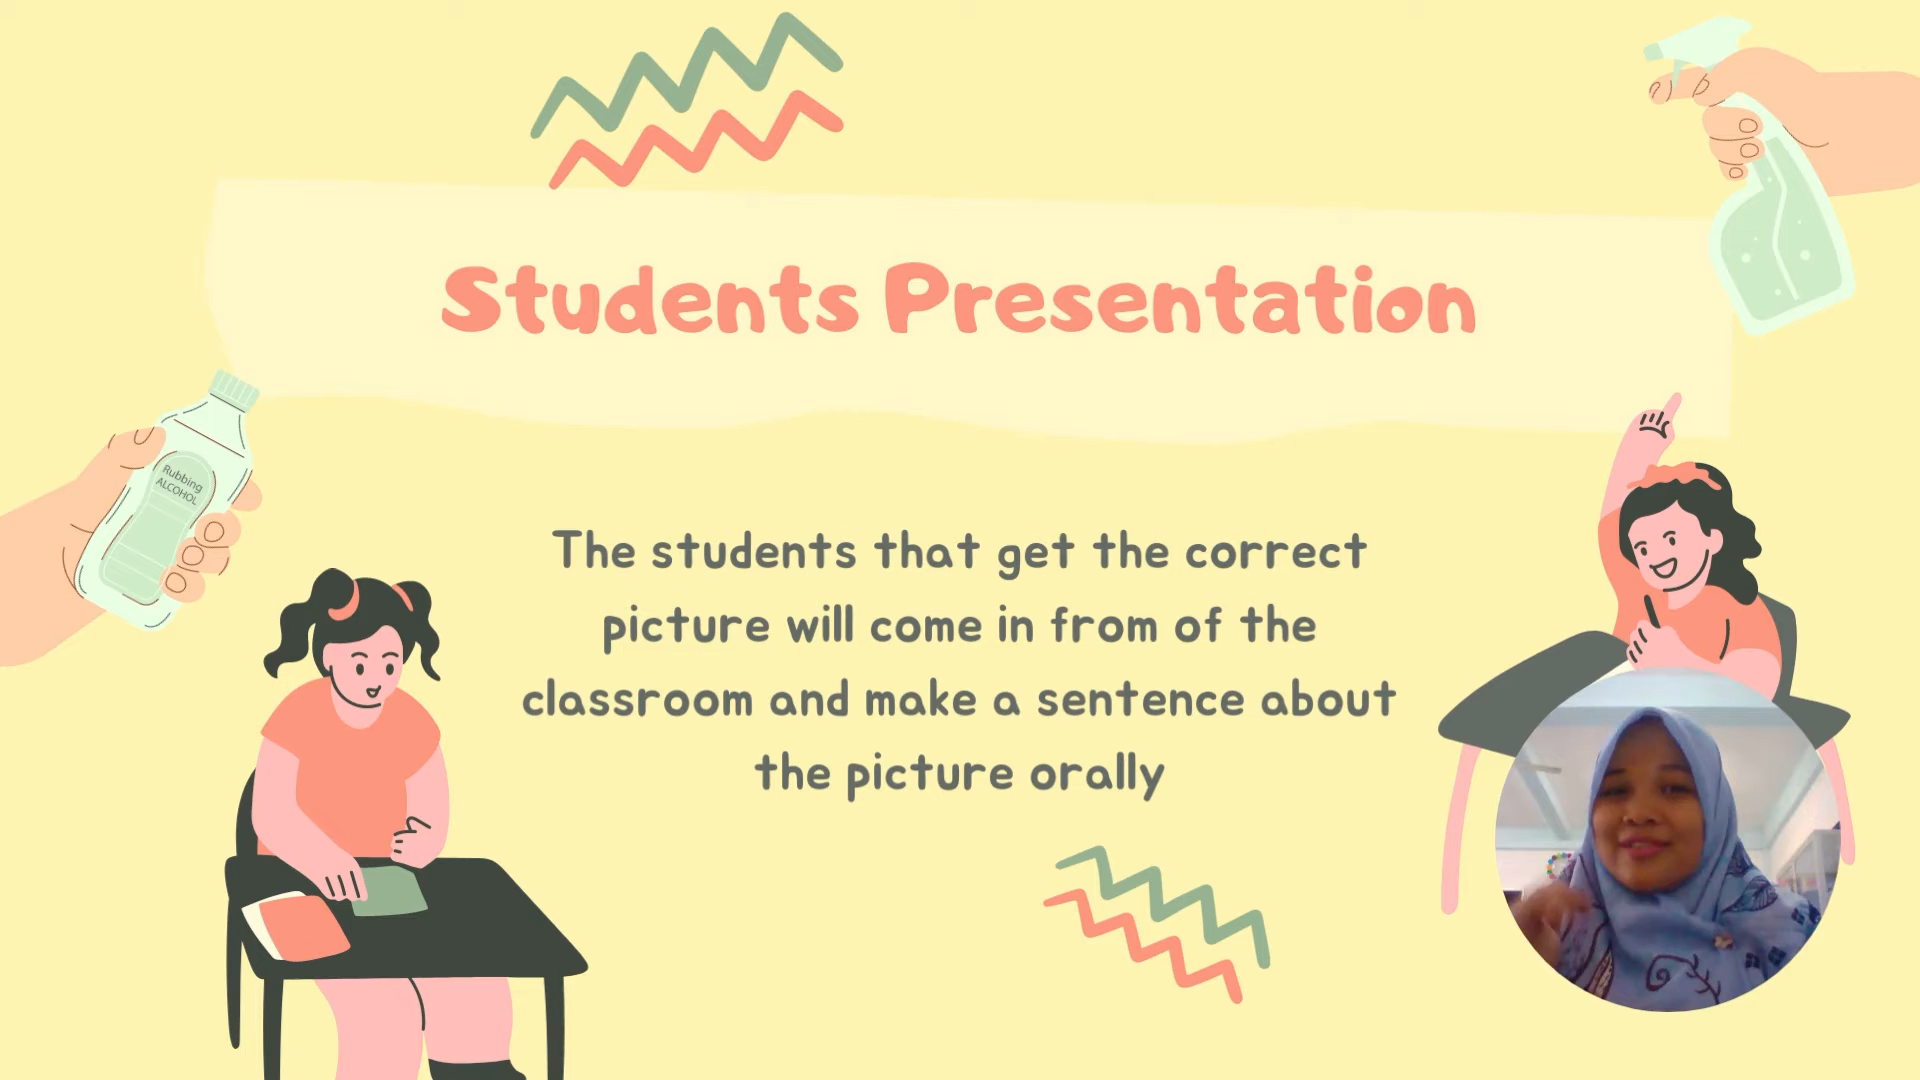 Students Presentation
Rubbing
ALCOHOL
The students that get the correct
picture will come in from of the
classroom and make a sentence about
the picture orally